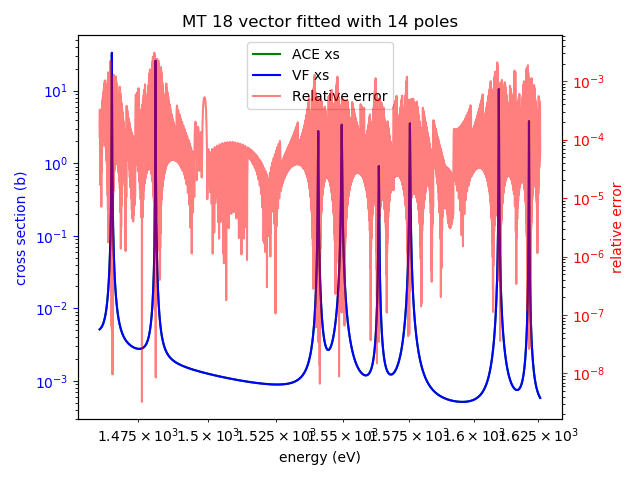 MT 18 vector fitted with 14 poles
ACE xs
VF xs
Relative error
cross section (b)
10¹
10⁰
10⁻¹
10⁻²
10⁻³
relative error
10⁻³
10⁻⁴
10⁻⁵
10⁻⁶
10⁻⁷
10⁻⁸
1.475 × 10³ 1.5 × 10³ 1.525 × 10³ 1.55 × 10³ 1.575 × 10³ 1.6 × 10³ 1.625 × 10³
energy (eV)